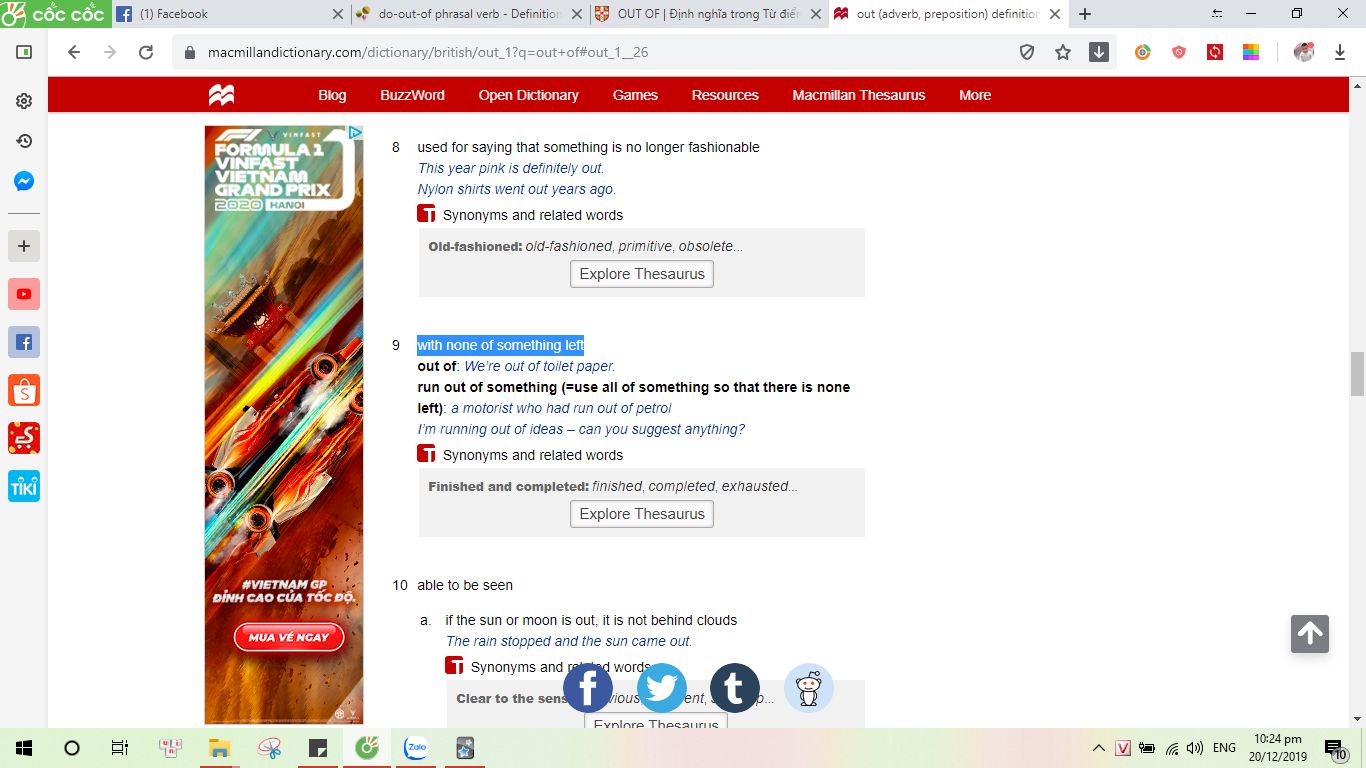 cốc cốc
(1) Facebook
do-out-of phrasal verb - Definition
OUT OF | Định nghĩa trong Từ điển
out (adverb, preposition) definition
macmillandictionary.com/dictionary/british/out_1?q=out+of#out_1__26
Blog BuzzWord Open Dictionary Games Resources Macmillan Thesaurus More
VINFAST
FORMULA 1
VINFAST
VIETNAM
GRAND PRIX
2020 HANOI
#VIETNAM GP
ĐỈNH CAO CỦA TỐC ĐỘ.
MUA VÉ NGAY
8 used for saying that something is no longer fashionable
This year pink is definitely out.
Nylon shirts went out years ago.
T Synonyms and related words
Old-fashioned: old-fashioned, primitive, obsolete...
Explore Thesaurus
9 with none of something left
out of: We're out of toilet paper.
run out of something (=use all of something so that there is none
left): a motorist who had run out of petrol
I'm running out of ideas – can you suggest anything?
T Synonyms and related words
Finished and completed: finished, completed, exhausted...
Explore Thesaurus
10 able to be seen
a. if the sun or moon is out, it is not behind clouds
The rain stopped and the sun came out.
T Synonyms and related words
Clear to the
Explore Thesaurus
TIKI
Zalo
V
ENG
10:24 pm
20/12/2019
10